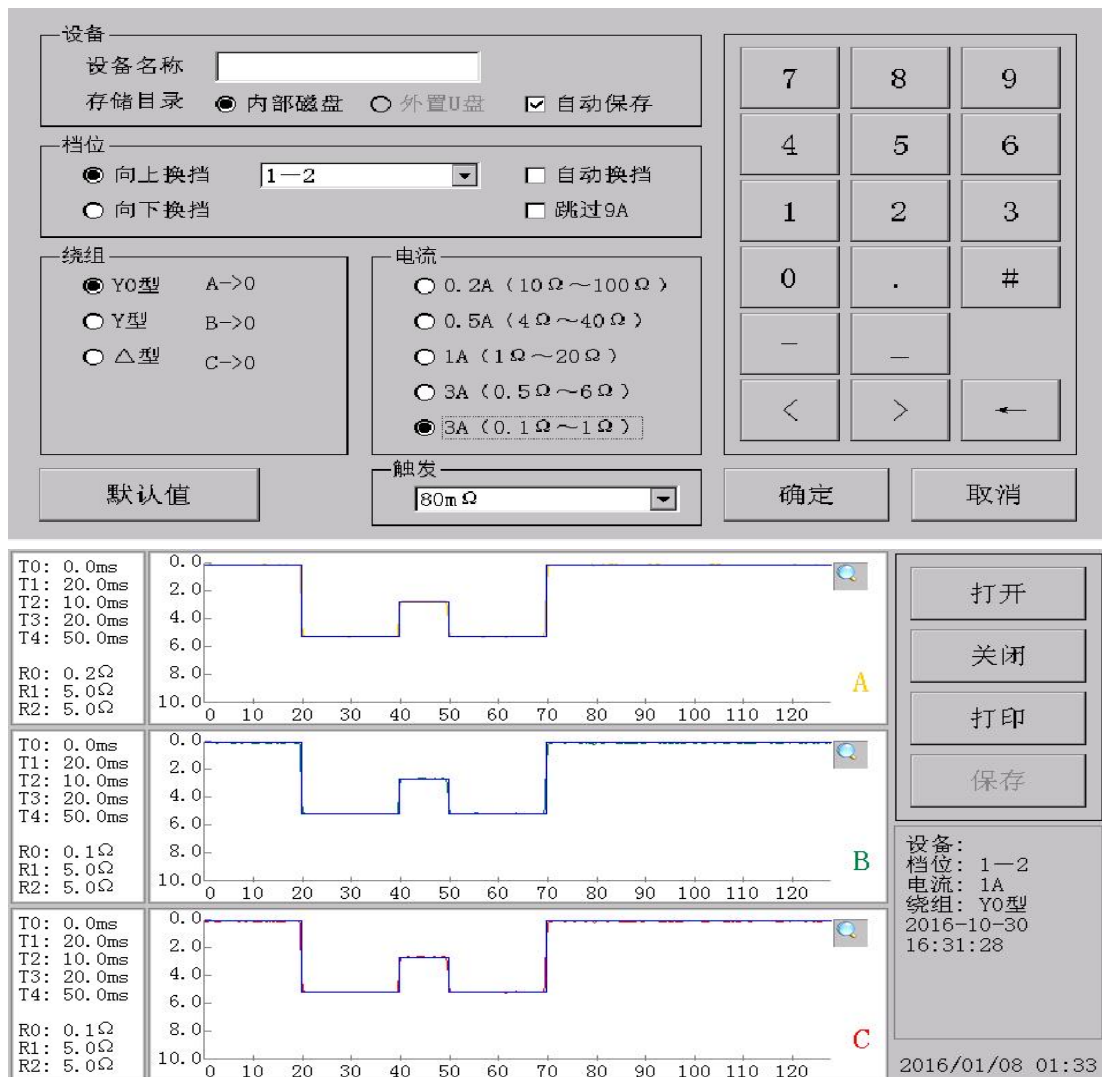 设备
设备名称
存储目录 内部磁盘 外置U盘 自动保存
档位
向上换挡 1—2 自动换挡
向下换挡 跳过9A
绕组
Y0型 A->0
Y型 B->0
△型 C->0
电流
0.2A (10Ω～100Ω)
0.5A (4Ω～40Ω)
1A (1Ω～20Ω)
3A (0.5Ω～6Ω)
3A (0.1Ω～1Ω)
触发
80mΩ
默认值
7 8 9
4 5 6
1 2 3
0 . #
－ _
< > ←
确定 取消
T0: 0.0ms
T1: 20.0ms
T2: 10.0ms
T3: 20.0ms
T4: 50.0ms
R0: 0.2Ω
R1: 5.0Ω
R2: 5.0Ω
0.0
2.0
4.0
6.0
8.0
10.0
0 10 20 30 40 50 60 70 80 90 100 110 120
A
T0: 0.0ms
T1: 20.0ms
T2: 10.0ms
T3: 20.0ms
T4: 50.0ms
R0: 0.1Ω
R1: 5.0Ω
R2: 5.0Ω
0.0
2.0
4.0
6.0
8.0
10.0
0 10 20 30 40 50 60 70 80 90 100 110 120
B
T0: 0.0ms
T1: 20.0ms
T2: 10.0ms
T3: 20.0ms
T4: 50.0ms
R0: 0.1Ω
R1: 5.0Ω
R2: 5.0Ω
0.0
2.0
4.0
6.0
8.0
10.0
0 10 20 30 40 50 60 70 80 90 100 110 120
C
打开
关闭
打印
保存
设备:
档位: 1—2
电流: 1A
绕组: Y0型
2016-10-30
16:31:28
2016/01/08 01:33